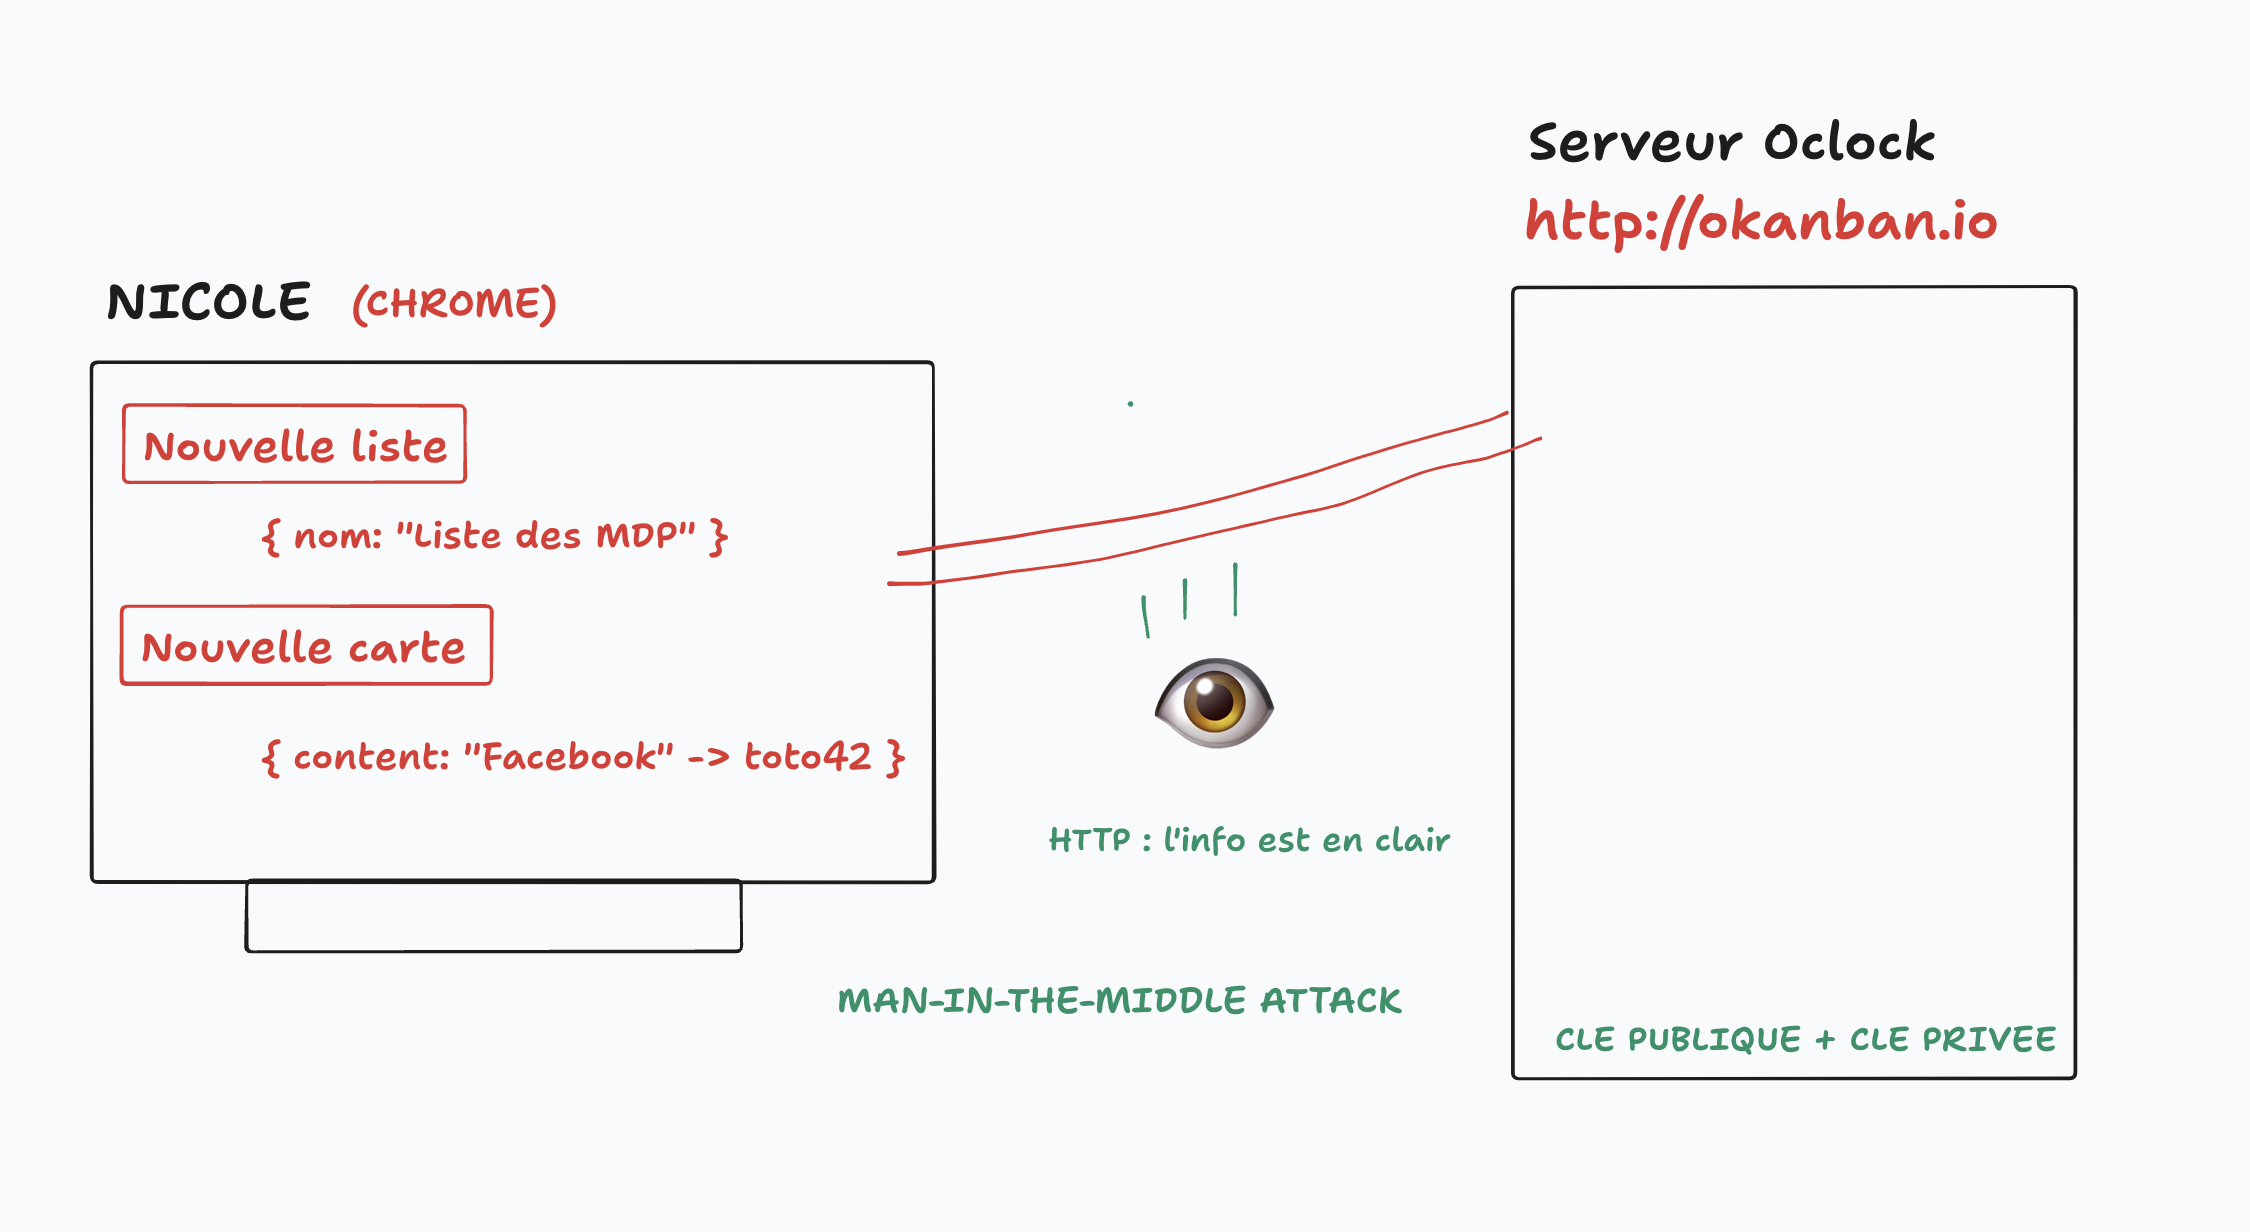 Serveur Oclock
http://okanban.io
NICOLE (CHROME)
Nouvelle liste
{ nom: "Liste des MDP" }
Nouvelle carte
{ content: "Facebook" -> toto42 }
HTTP : l'info est en clair
MAN-IN-THE-MIDDLE ATTACK
CLE PUBLIQUE + CLE PRIVEE